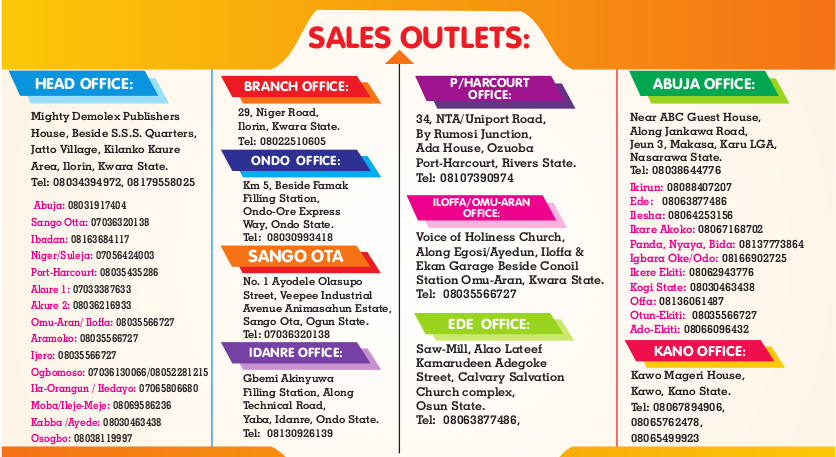 SALES OUTLETS:
HEAD OFFICE:
Mighty Demolex Publishers
House, Beside S.S.S. Quarters,
Jatto Village, Kilanko Kaure
Area, Ilorin, Kwara State.
Tel: 08034394972, 08179558025
Abuja: 08031917404
Sango Otta: 07036320138
Ibadan: 08163684117
Niger/Suleja: 07056424003
Port-Harcourt: 08035435286
Akure 1: 07033387633
Akure 2: 08036216933
Omu-Aran/ Iloffa: 08035566727
Aramoko: 08035566727
Ijero: 08035566727
Ogbomoso: 07036130066/08052281215
Ila-Orangun / Ifedayo: 07065806680
Moba/Ileje-Meje: 08069586236
Kabba /Ayede: 08030463438
Osogbo: 08038119997
BRANCH OFFICE:
29, Niger Road,
Ilorin, Kwara State.
Tel: 08022510605
ONDO OFFICE:
Km 5, Beside Famak
Filling Station,
Ondo-Ore Express
Way, Ondo State.
Tel: 08030993418
SANGO OTA
No. 1 Ayodele Olasupo
Street, Veepee Industrial
Avenue Animasahun Estate,
Sango Ota, Ogun State.
Tel: 07036320138
IDANRE OFFICE:
Gbemi Akinyuwa
Filling Station, Along
Technical Road,
Yaba, Idanre, Ondo State.
Tel: 08130926139
P/HARCOURT
OFFICE:
34, NTA/Uniport Road,
By Rumosi Junction,
Ada House, Ozuoba
Port-Harcourt, Rivers State.
Tel: 08107390974
ILOFFA/OMU-ARAN
OFFICE:
Voice of Holiness Church,
Along Egosi/Ayedun, Iloffa &
Ekan Garage Beside Conoil
Station Omu-Aran, Kwara State.
Tel: 08035566727
EDE OFFICE:
Saw-Mill, Alao Lateef
Kamarudeen Adegoke
Street, Calvary Salvation
Church complex,
Osun State.
Tel: 08063877486,
ABUJA OFFICE:
Near ABC Guest House,
Along Jankawa Road,
Jeun 3, Makasa, Karu LGA,
Nasarawa State.
Tel: 08038644776
Ikirun: 08088407207
Ede: 08063877486
Ilesha: 08064253156
Ikare Akoko: 08067168702
Panda, Nyaya, Bida: 08137773864
Igbara Oke/Odo: 08166902725
Ikere Ekiti: 08062943776
Kogi State: 08030463438
Offa: 08136061487
Otun-Ekiti: 08035566727
Ado-Ekiti: 08066096432
KANO OFFICE:
Kawo Mageri House,
Kawo, Kano State.
Tel: 08067894906,
08065762478,
08065499923